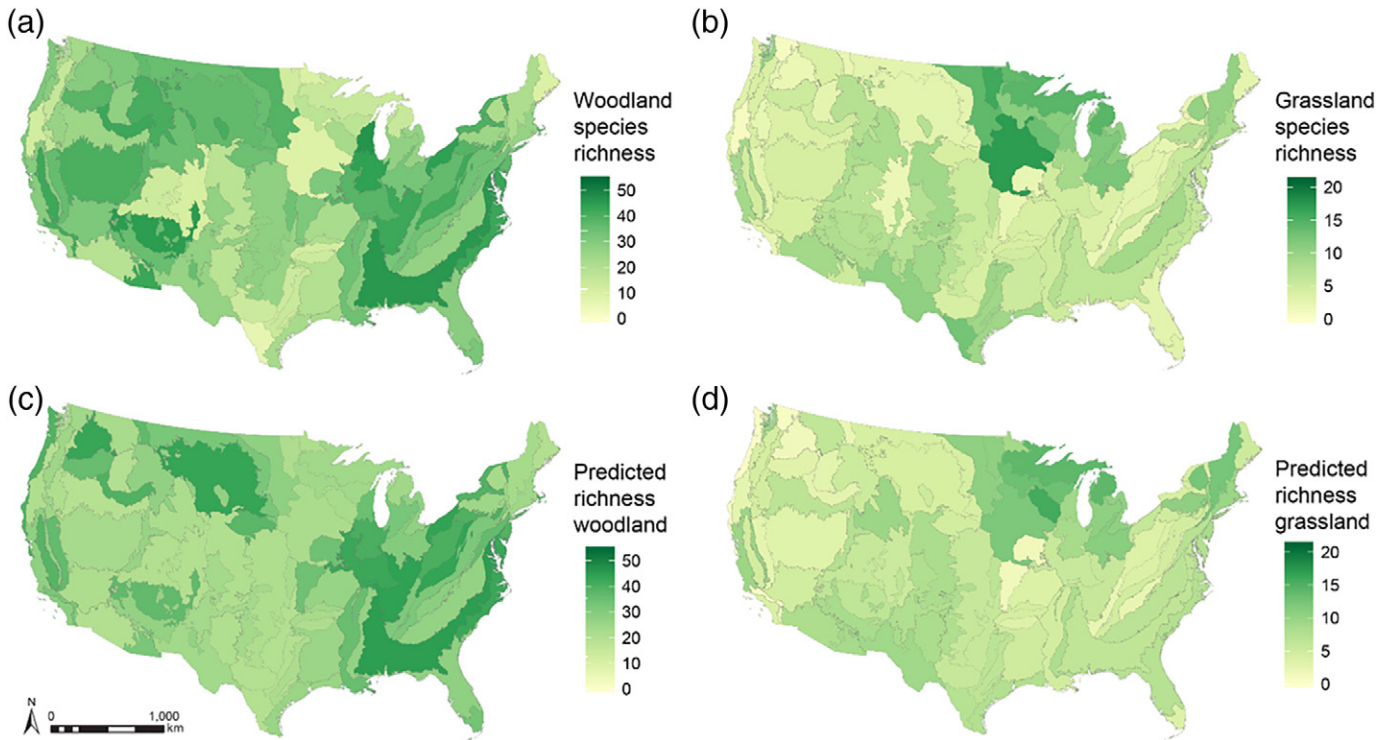 (a)
Woodland
species
richness
50
40
30
20
10
0
(b)
Grassland
species
richness
20
15
10
5
0
(c)
Predicted
richness
woodland
50
40
30
20
10
0
N
0 1,000
km
(d)
Predicted
richness
grassland
20
15
10
5
0